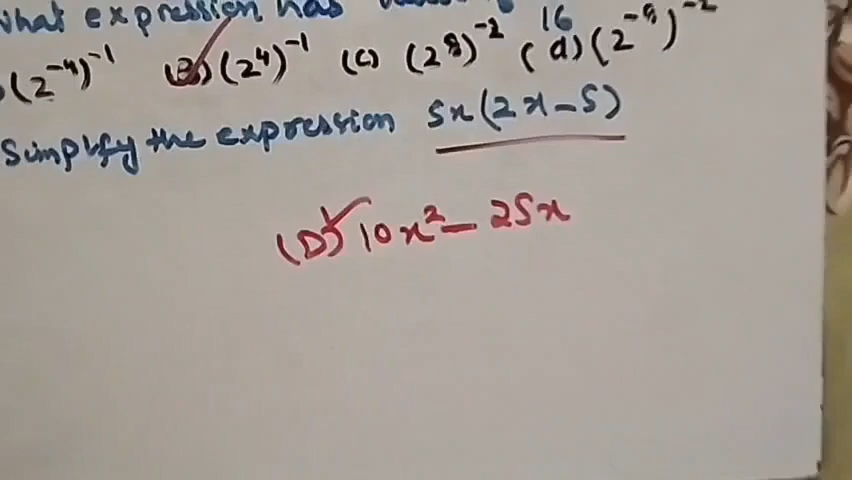 what expression has
(2⁻⁴)⁻¹ (B) (2⁴)⁻¹ (c) (2⁸)⁻² (d) (2⁻⁸)⁻²
16
Simplify the expression 5x(2x-5)
(D) 10x² - 25x